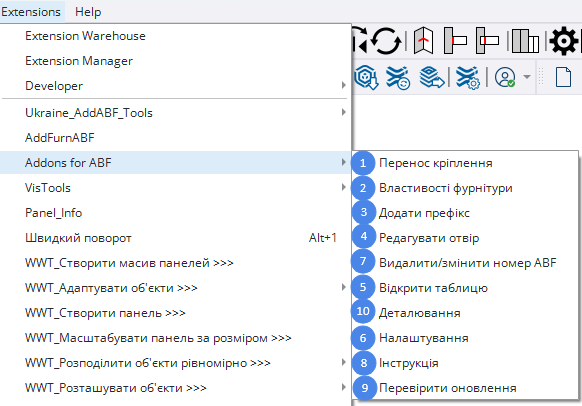 Extensions Help
Extension Warehouse
Extension Manager
Developer
Ukraine_AddABF_Tools
AddFurnABF
Addons for ABF
VisTools
Panel_Info
Швидкий поворот Alt+1
WWT_Створити масив панелей >>>
WWT_Адаптувати об'єкти >>>
WWT_Створити панель >>>
WWT_Масштабувати панель за розміром >>>
WWT_Розподілити об'єкти рівномірно >>>
WWT_Розташувати об'єкти >>>
1 Перенос кріплення
2 Властивості фурнітури
3 Додати префікс
4 Редагувати отвір
7 Видалити/змінити номер ABF
5 Відкрити таблицю
10 Деталювання
6 Налаштування
8 Інструкція
9 Перевірити оновлення